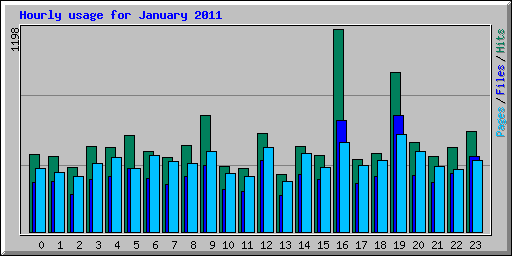 Hourly usage for January 2011
1198
Pages/Files/Hits
0 1 2 3 4 5 6 7 8 9 10 11 12 13 14 15 16 17 18 19 20 21 22 23